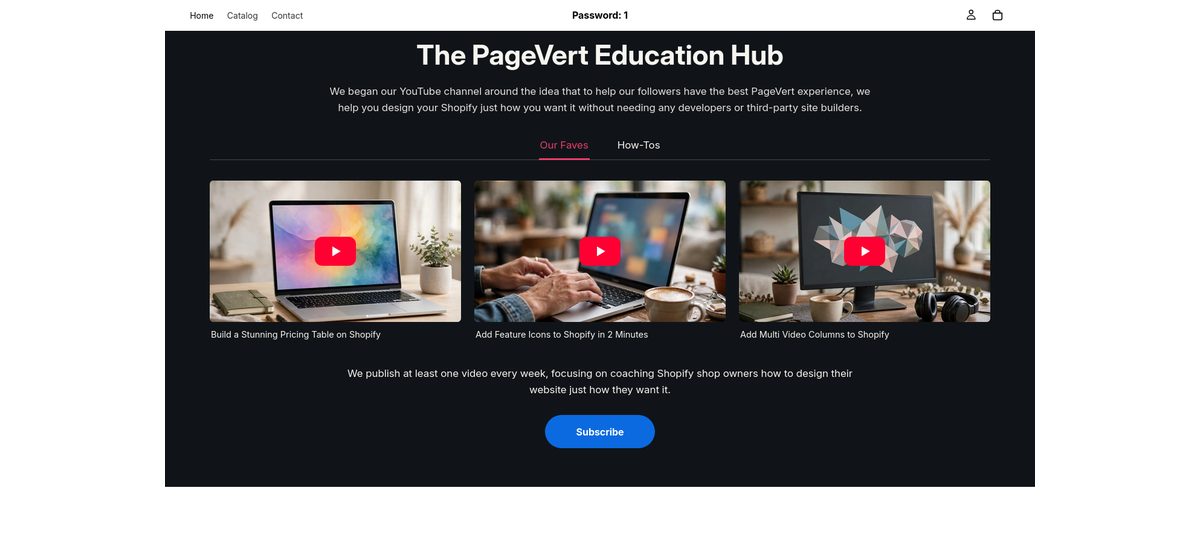 Home Catalog Contact Password: 1
The PageVert Education Hub
We began our YouTube channel around the idea that to help our followers have the best PageVert experience, we
help you design your Shopify just how you want it without needing any developers or third-party site builders.
Our Faves How-Tos
Build a Stunning Pricing Table on Shopify
Add Feature Icons to Shopify in 2 Minutes
Add Multi Video Columns to Shopify
We publish at least one video every week, focusing on coaching Shopify shop owners how to design their
website just how they want it.
Subscribe